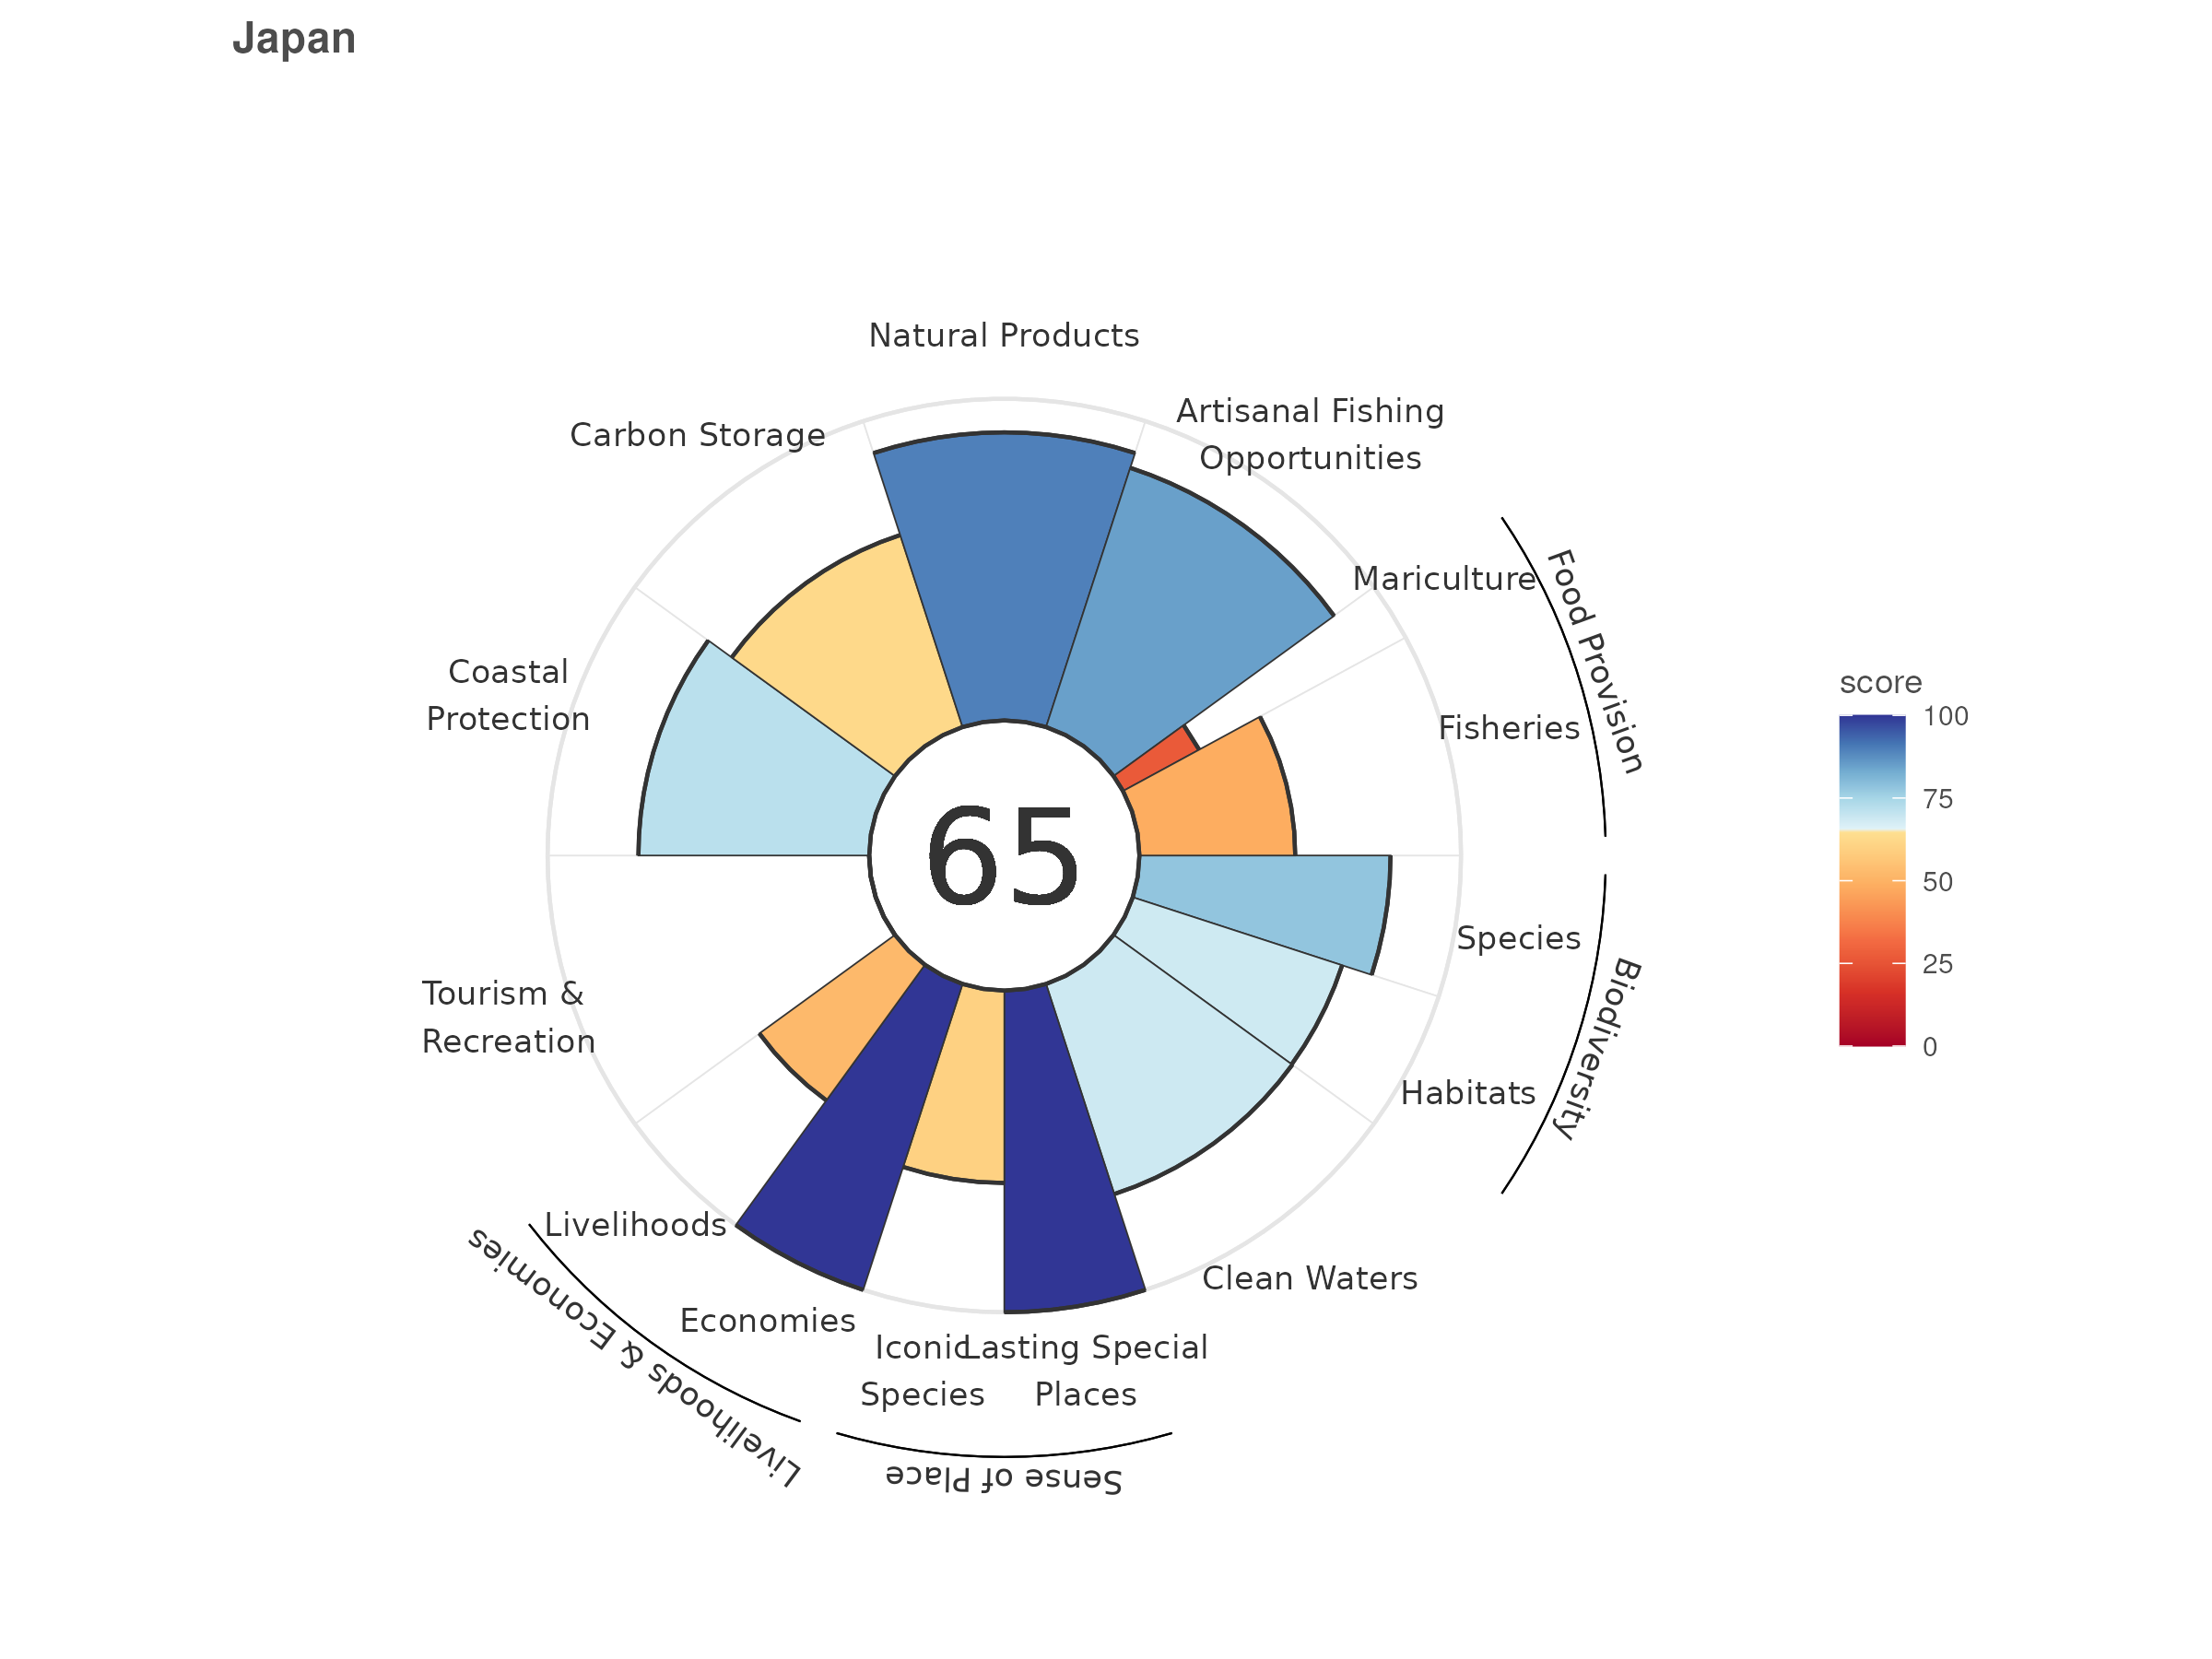 Japan
Natural Products
Artisanal Fishing
Opportunities
Carbon Storage
Mariculture
Food Provision
Coastal
Protection
Fisheries
score
100
75
50
25
0
65
Species
Biodiversity
Tourism &
Recreation
Habitats
Livelihoods
Clean Waters
Livelihoods & Economies
Economies
Iconic
Species
Lasting Special
Places
Sense of Place